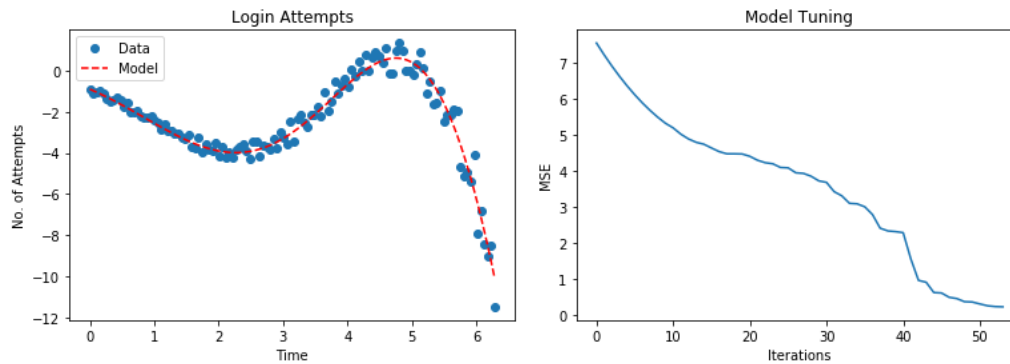 Login Attempts
Data
Model
No. of Attempts
0
−2
−4
−6
−8
−10
−12
0 1 2 3 4 5 6
Time
Model Tuning
MSE
7
6
5
4
3
2
1
0
0 10 20 30 40 50
Iterations